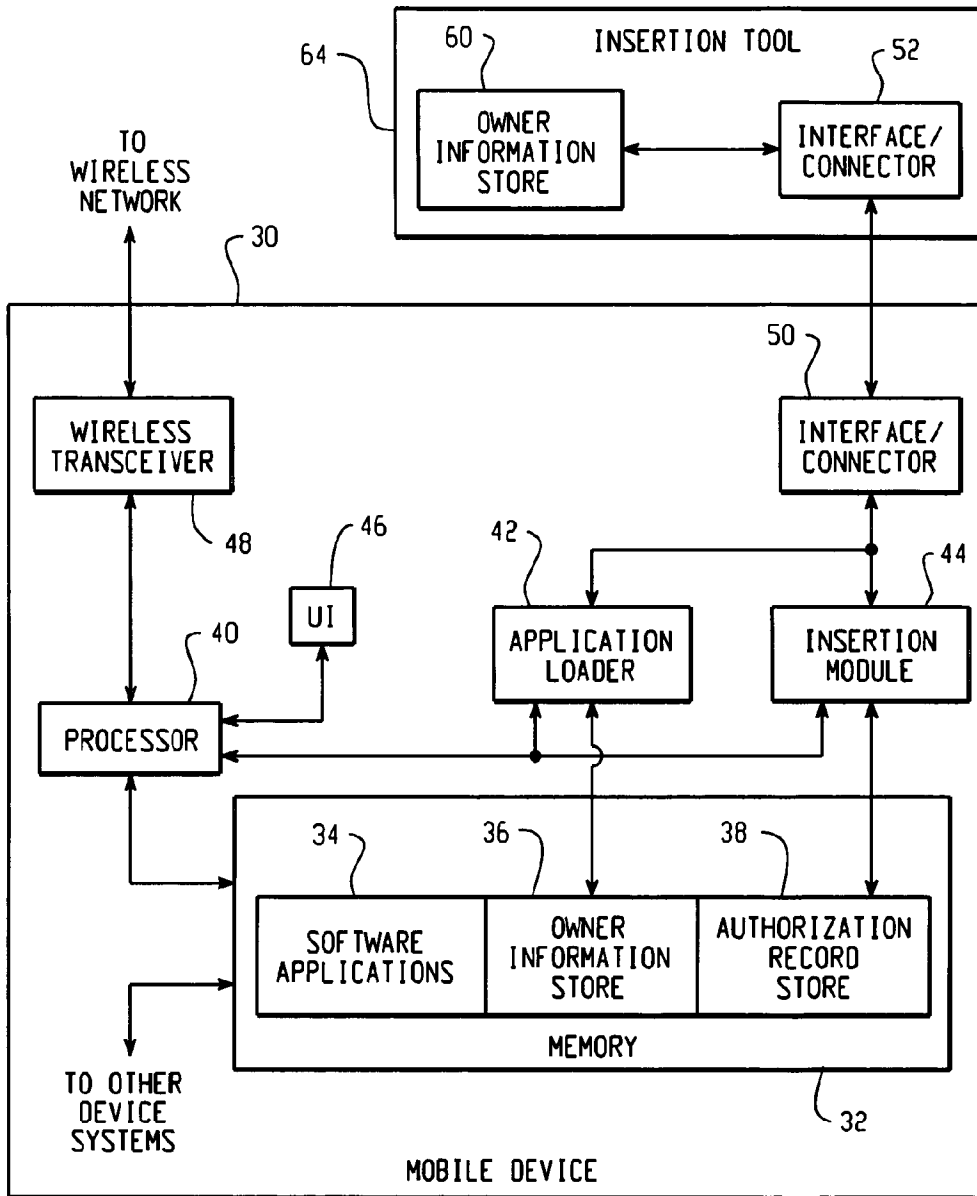 60
INSERTION TOOL
52
64
OWNER
INFORMATION
STORE
INTERFACE/
CONNECTOR
TO
WIRELESS
NETWORK
30
50
WIRELESS
TRANSCEIVER
INTERFACE/
CONNECTOR
48
46
42
44
UI
40
APPLICATION
LOADER
INSERTION
MODULE
PROCESSOR
34
36
38
SOFTWARE
APPLICATIONS
OWNER
INFORMATION
STORE
AUTHORIZATION
RECORD
STORE
MEMORY
TO OTHER
DEVICE
SYSTEMS
32
MOBILE DEVICE